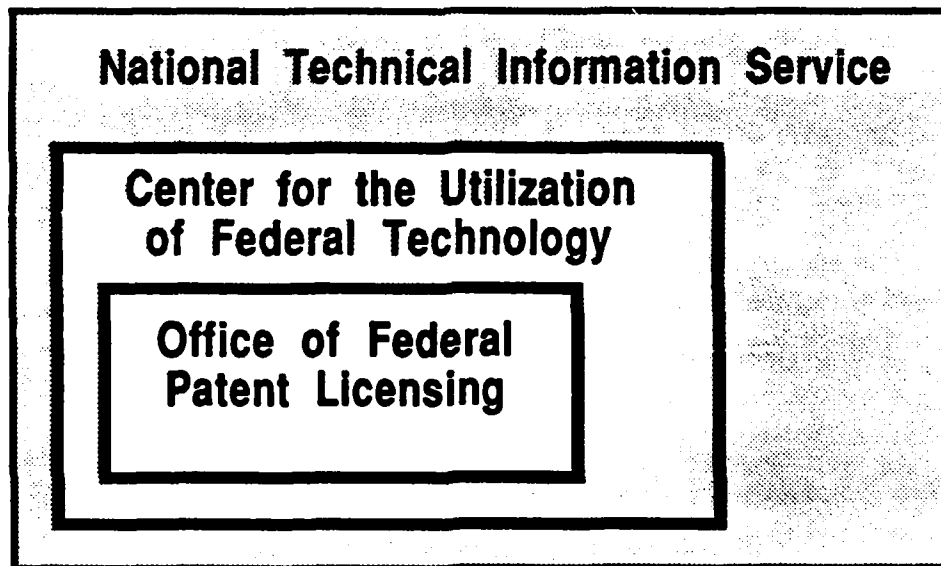 National Technical Information Service
Center for the Utilization
of Federal Technology
Office of Federal
Patent Licensing